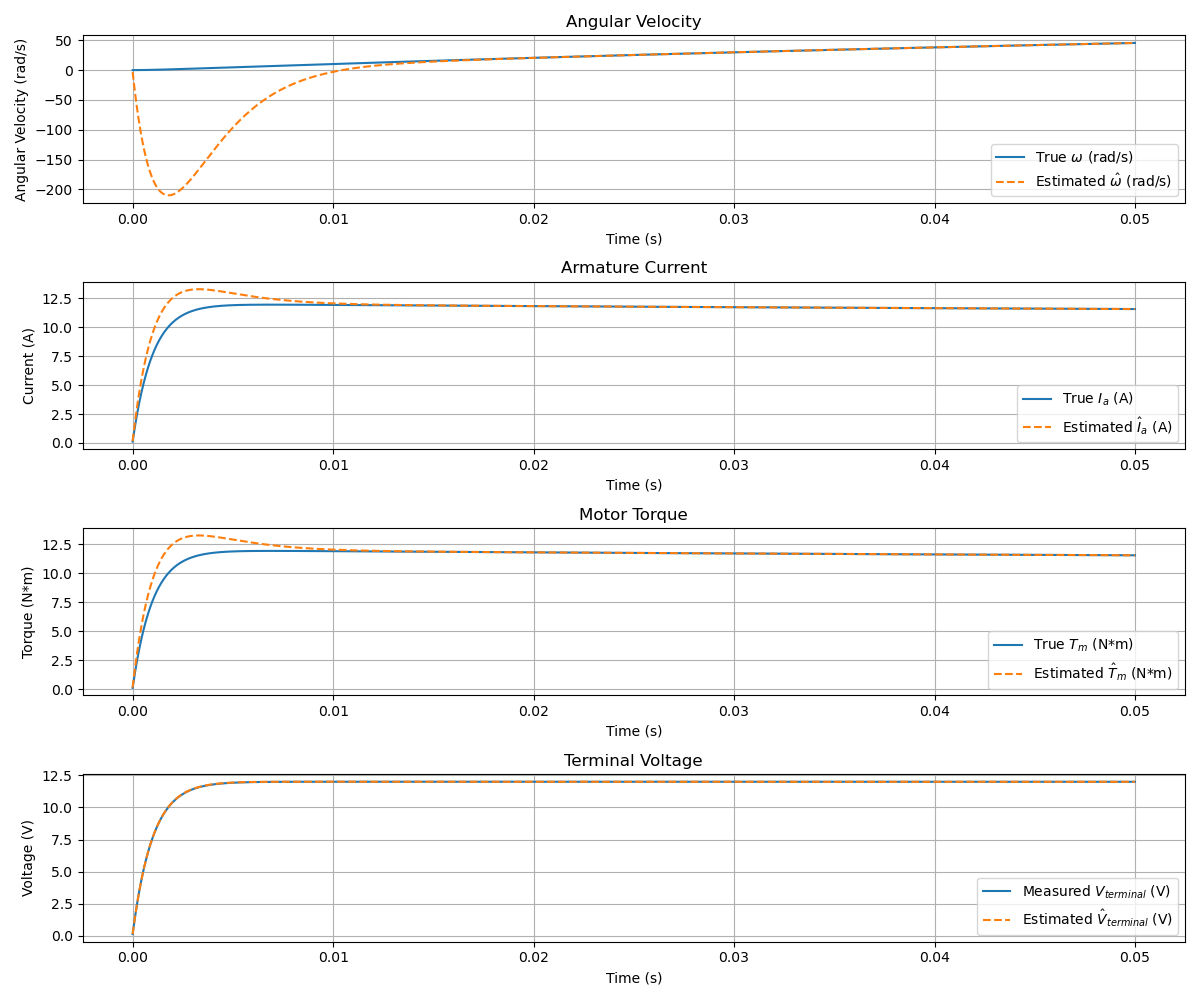 Angular Velocity
Angular Velocity (rad/s)
50
0
−50
−100
−150
−200
True ω (rad/s)
Estimated ω̂ (rad/s)
0.00 0.01 0.02 0.03 0.04 0.05
Time (s)
Armature Current
Current (A)
12.5
10.0
7.5
5.0
2.5
0.0
True Iₐ (A)
Estimated Îₐ (A)
0.00 0.01 0.02 0.03 0.04 0.05
Time (s)
Motor Torque
Torque (N*m)
12.5
10.0
7.5
5.0
2.5
0.0
True Tₘ (N*m)
Estimated T̂ₘ (N*m)
0.00 0.01 0.02 0.03 0.04 0.05
Time (s)
Terminal Voltage
Voltage (V)
12.5
10.0
7.5
5.0
2.5
0.0
Measured V_terminal (V)
Estimated V̂_terminal (V)
0.00 0.01 0.02 0.03 0.04 0.05
Time (s)